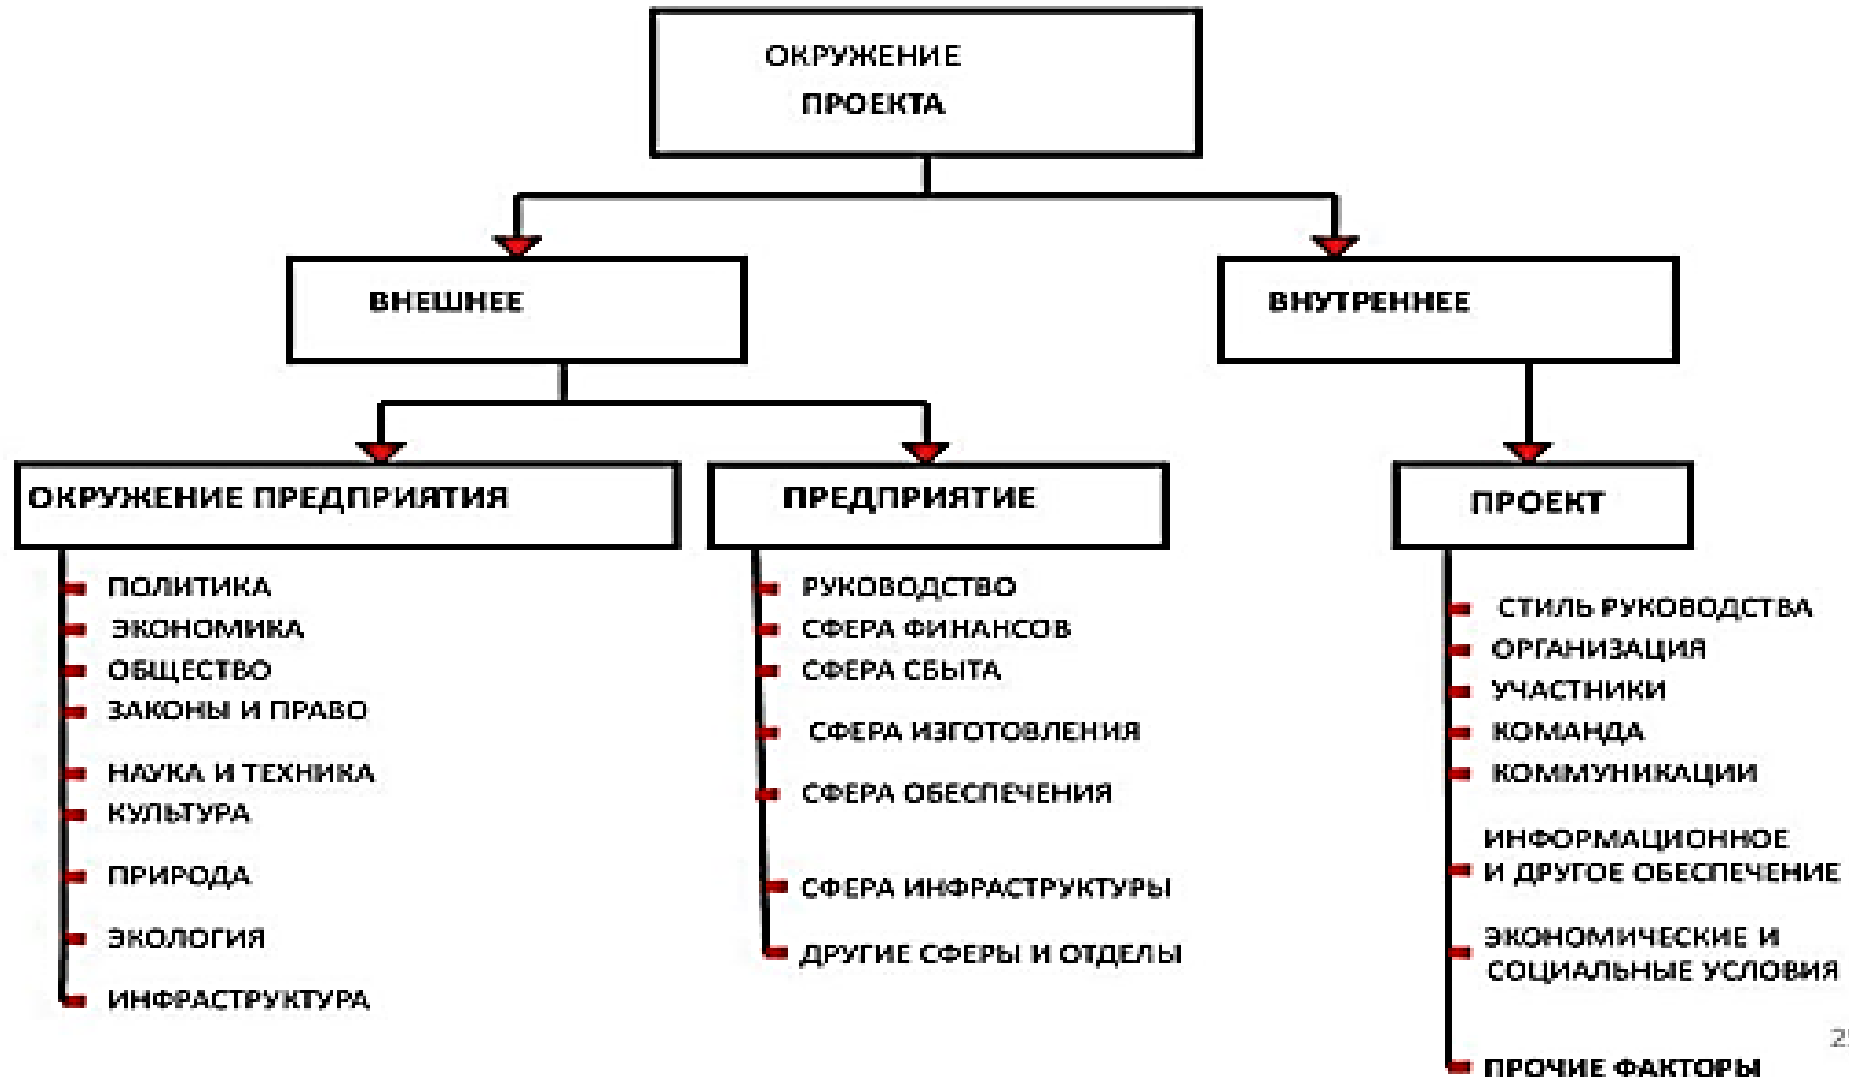 ОКРУЖЕНИЕ
ПРОЕКТА
ВНЕШНЕЕ
ВНУТРЕННЕЕ
ОКРУЖЕНИЕ ПРЕДПРИЯТИЯ
ПОЛИТИКА
ЭКОНОМИКА
ОБЩЕСТВО
ЗАКОНЫ И ПРАВО
НАУКА И ТЕХНИКА
КУЛЬТУРА
ПРИРОДА
ЭКОЛОГИЯ
ИНФРАСТРУКТУРА
ПРЕДПРИЯТИЕ
РУКОВОДСТВО
СФЕРА ФИНАНСОВ
СФЕРА СБЫТА
СФЕРА ИЗГОТОВЛЕНИЯ
СФЕРА ОБЕСПЕЧЕНИЯ
СФЕРА ИНФРАСТРУКТУРЫ
ДРУГИЕ СФЕРЫ И ОТДЕЛЫ
ПРОЕКТ
СТИЛЬ РУКОВОДСТВА
ОРГАНИЗАЦИЯ
УЧАСТНИКИ
КОМАНДА
КОММУНИКАЦИИ
ИНФОРМАЦИОННОЕ
И ДРУГОЕ ОБЕСПЕЧЕНИЕ
ЭКОНОМИЧЕСКИЕ И
СОЦИАЛЬНЫЕ УСЛОВИЯ
ПРОЧИЕ ФАКТОРЫ